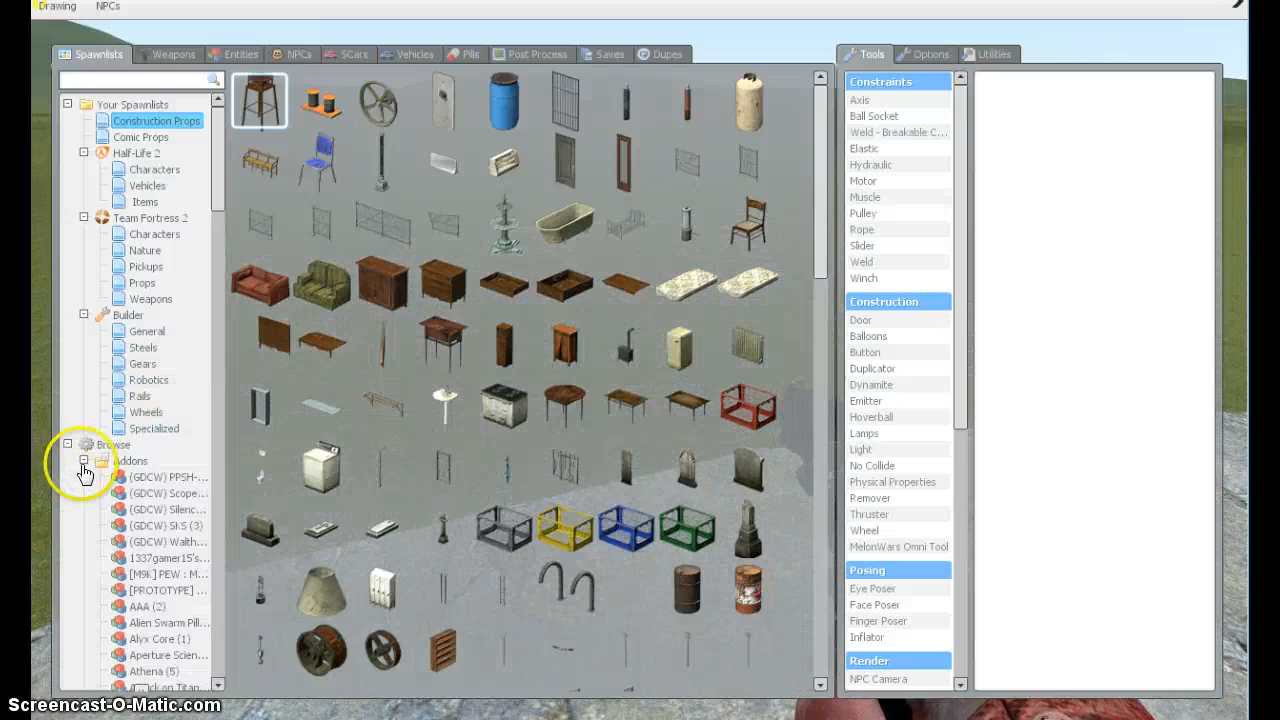 Drawing NPCs
Spawnlists Weapons Entities NPCs SCars Vehicles Pills Post Process Saves Dupes
Tools Options Utilities
Your Spawnlists
Construction Props
Comic Props
Half-Life 2
Characters
Vehicles
Items
Team Fortress 2
Characters
Nature
Pickups
Props
Weapons
Builder
General
Steels
Gears
Robotics
Rails
Wheels
Specialized
Browse
Addons
(GDCW) PPSH-...
(GDCW) Scope...
(GDCW) Silenc...
(GDCW) SKS (3)
(GDCW) Walth...
1337gamer15's...
[M9K] PEW : M...
[PROTOTYPE] ...
AAA (2)
Alien Swarm Pill...
Alyx Core (1)
Aperture Scien...
Athena (5)
Constraints
Axis
Ball Socket
Weld - Breakable C...
Elastic
Hydraulic
Motor
Muscle
Pulley
Rope
Slider
Weld
Winch
Construction
Door
Balloons
Button
Duplicator
Dynamite
Emitter
Hoverball
Lamps
Light
No Collide
Physical Properties
Remover
Thruster
Wheel
MelonWars Omni Tool
Posing
Eye Poser
Face Poser
Finger Poser
Inflator
Render
NPC Camera
Screencast-O-Matic.com